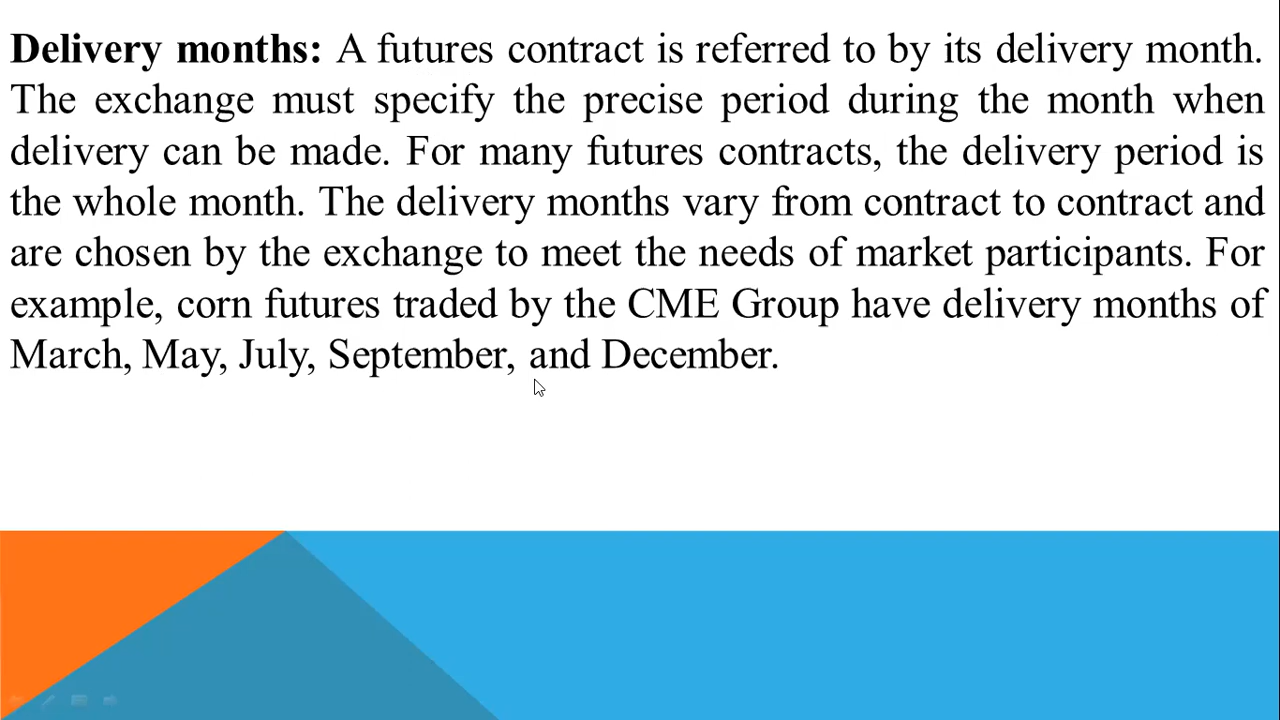 Delivery months: A futures contract is referred to by its delivery month.
The exchange must specify the precise period during the month when
delivery can be made. For many futures contracts, the delivery period is
the whole month. The delivery months vary from contract to contract and
are chosen by the exchange to meet the needs of market participants. For
example, corn futures traded by the CME Group have delivery months of
March, May, July, September, and December.